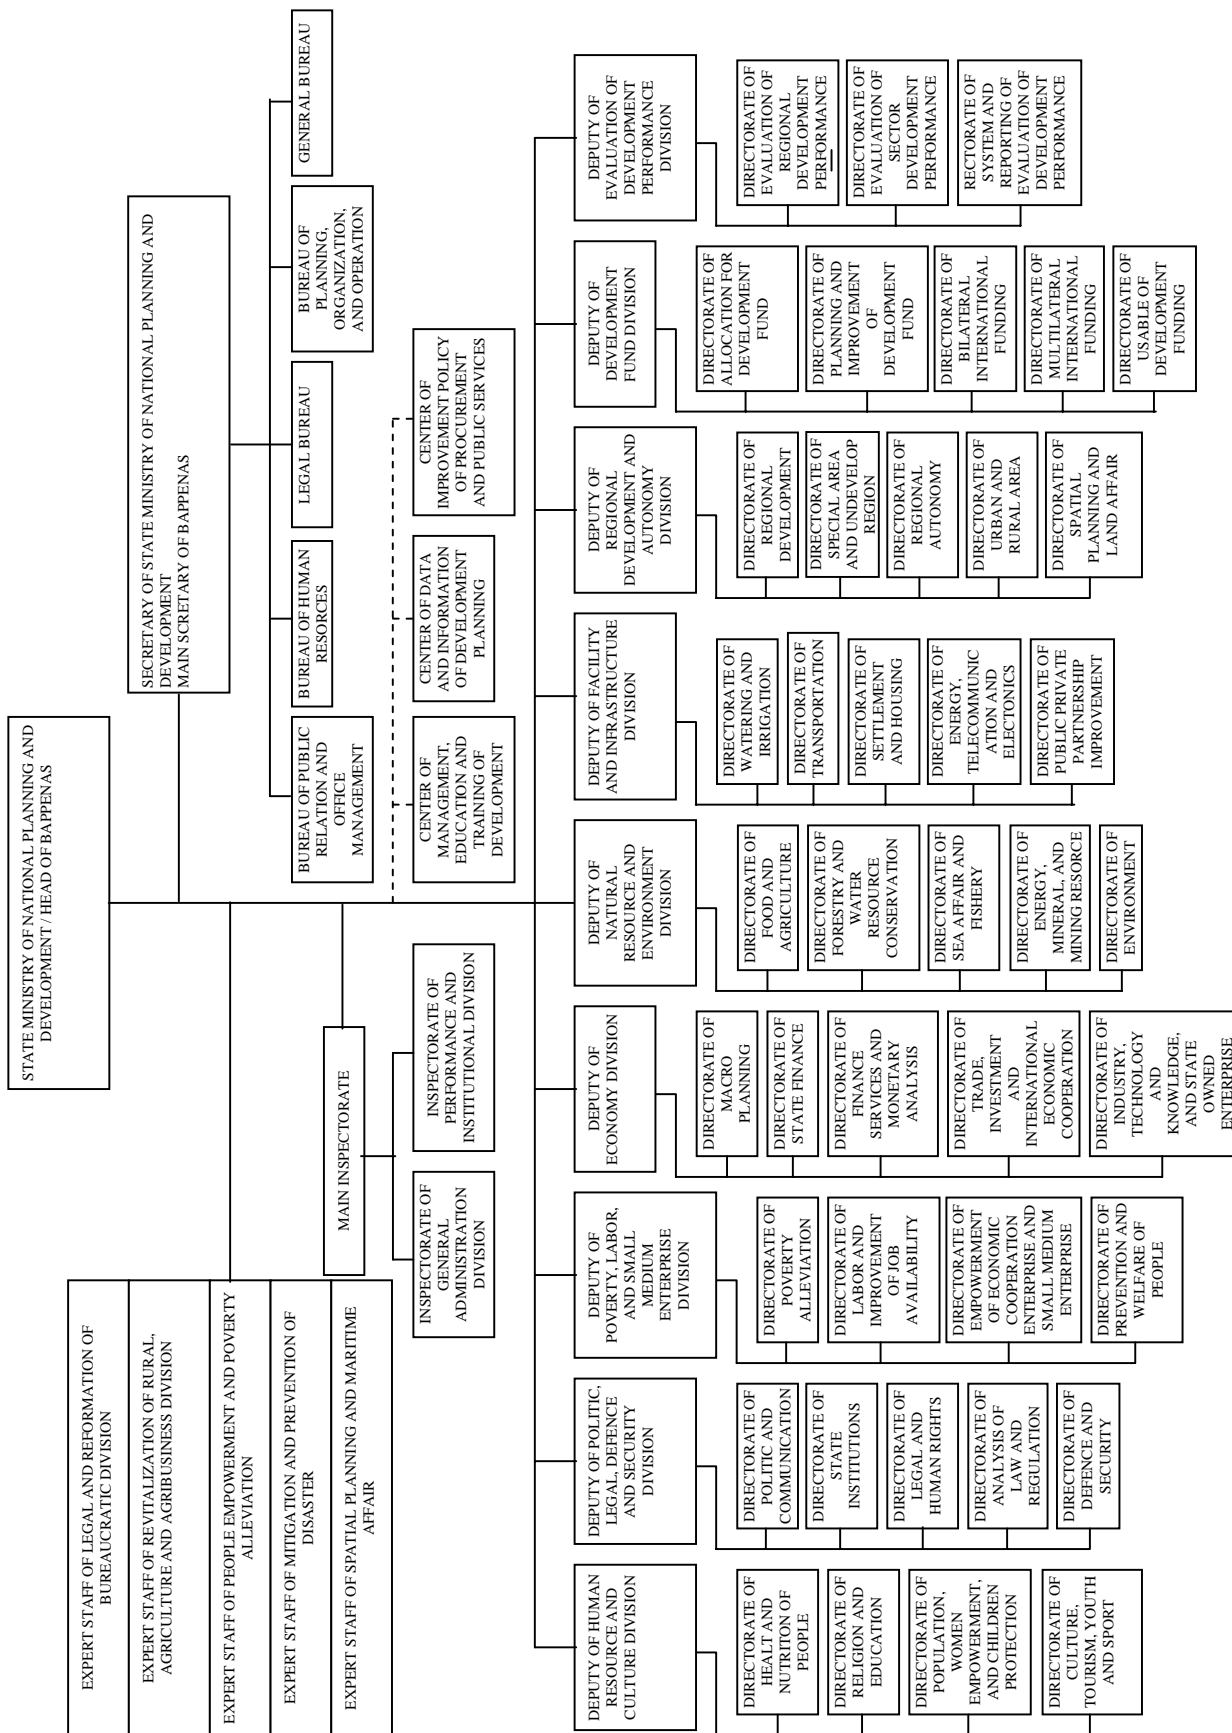 STATE MINISTRY OF NATIONAL PLANNING AND
DEVELOPMENT / HEAD OF BAPPENAS
SECRETARY OF STATE MINISTRY OF NATIONAL PLANNING AND
DEVELOPMENT
MAIN SCRETARY OF BAPPENAS
EXPERT STAFF OF LEGAL AND REFORMATION OF
BUREAUCRATIC DIVISION
EXPERT STAFF OF REVITALIZATION OF RURAL,
AGRICULTURE AND AGRIBUSINESS DIVISION
EXPERT STAFF OF PEOPLE EMPOWERMENT AND POVERTY
ALLEVIATION
EXPERT STAFF OF MITIGATION AND PREVENTION OF
DISASTER
EXPERT STAFF OF SPATIAL PLANNING AND MARITIME
AFFAIR
BUREAU OF PUBLIC
RELATION AND
OFFICE
MANAGEMENT
BUREAU OF HUMAN
RESORCES
LEGAL BUREAU
BUREAU OF
PLANNING,
ORGANIZATION,
AND OPERATION
GENERAL BUREAU
MAIN INSPECTORATE
INSPECTORATE OF
GENERAL
ADMINISTRATION
DIVISION
INSPECTORATE OF
PERFORMANCE AND
INSTITUTIONAL DIVISION
CENTER OF
MANAGEMENT,
EDUCATION AND
TRAINING OF
DEVELOPMENT
CENTER OF DATA
AND INFORMATION
OF DEVELOPMENT
PLANNING
CENTER OF
IMPROVEMENT POLICY
OF PROCUREMENT
AND PUBLIC SERVICES
DEPUTY OF HUMAN
RESOURCE AND
CULTURE DIVISION
DIRECTORATE OF
HEALT AND
NUTRITON OF
PEOPLE
DIRECTORATE OF
RELIGION AND
EDUCATION
DIRECTORATE OF
POPULATION,
WOMEN
EMPOWERMENT,
AND CHILDREN
PROTECTION
DIRECTORATE OF
CULTURE,
TOURISM, YOUTH
AND SPORT
DEPUTY OF POLITIC,
LEGAL, DEFENCE
AND SECURITY
DIVISION
DIRECTORATE OF
POLITIC AND
COMMUNICATION
DIRECTORATE OF
STATE
INSTITUTIONS
DIRECTORATE OF
LEGAL AND
HUMAN RIGHTS
DIRECTORATE OF
ANALYSIS OF
LAW AND
REGULATION
DIRECTORATE OF
DEFENCE AND
SECURITY
DEPUTY OF
POVERTY, LABOR,
AND SMALL
MEDIUM
ENTERPRISE
DIVISION
DIRECTORATE OF
POVERTY
ALLEVIATION
DIRECTORATE OF
LABOR AND
IMPROVEMENT
OF JOB
AVAILABILITY
DIRECTORATE OF
EMPOWERMENT
OF ECONOMIC
COOPERATION
ENTERPRISE AND
SMALL MEDIUM
ENTERPRISE
DIRECTORATE OF
PREVENTION AND
WELFARE OF
PEOPLE
DEPUTY OF
ECONOMY DIVISION
DIRECTORATE OF
MACRO
PLANNING
DIRECTORATE OF
STATE FINANCE
DIRECTORATE OF
FINANCE
SERVICES AND
MONETARY
ANALYSIS
DIRECTORATE OF
TRADE,
INVESTMENT
AND
INTERNATIONAL
ECONOMIC
COOPERATION
DIRECTORATE OF
INDUSTRY,
TECHNOLOGY
AND
KNOWLEDGE,
AND STATE
OWNED
ENTERPRISE
DEPUTY OF
NATURAL
RESOURCE AND
ENVIRONMENT
DIVISION
DIRECTORATE OF
FOOD AND
AGRICULTURE
DIRECTORATE OF
FORESTRY AND
WATER
RESOURCE
CONSERVATION
DIRECTORATE OF
SEA AFFAIR AND
FISHERY
DIRECTORATE OF
ENERGY,
MINERAL, AND
MINING RESORCE
DIRECTORATE OF
ENVIRONMENT
DEPUTY OF FACILITY
AND INFRASTRUCTURE
DIVISION
DIRECTORATE OF
WATERING AND
IRRIGATION
DIRECTORATE OF
TRANSPORTATION
DIRECTORATE OF
SETTLEMENT
AND HOUSING
DIRECTORATE OF
ENERGY,
TELECOMMUNIC
ATION AND
ELECTONICS
DIRECTORATE OF
PUBLIC PRIVATE
PARTNERSHIP
IMPROVEMENT
DEPUTY OF
REGIONAL
DEVELOPMENT AND
AUTONOMY
DIVISION
DIRECTORATE OF
REGIONAL
DEVELOPMENT
DIRECTORATE OF
SPECIAL AREA
AND UNDEVELOP
REGION
DIRECTORATE OF
REGIONAL
AUTONOMY
DIRECTORATE OF
URBAN AND
RURAL AREA
DIRECTORATE OF
SPATIAL
PLANNING AND
LAND AFFAIR
DEPUTY OF
DEVELOPMENT
FUND DIVISION
DIRECTORATE OF
ALLOCATION FOR
DEVELOPMENT
FUND
DIRECTORATE OF
PLANNING AND
IMPROVEMENT
OF
DEVELOPMENT
FUND
DIRECTORATE OF
BILATERAL
INTERNATIONAL
FUNDING
DIRECTORATE OF
MULTILATERAL
INTERNATIONAL
FUNDING
DIRECTORATE OF
USABLE OF
DEVELOPMENT
FUNDING
DEPUTY OF
EVALUATION OF
DEVELOPMENT
PERFORMANCE
DIVISION
DIRECTORATE OF
EVALUATION OF
REGIONAL
DEVELOPMENT
PERFORMANCE
DIRECTORATE OF
EVALUATION OF
SECTOR
DEVELOPMENT
PERFORMANCE
RECTORATE OF
SYSTEM AND
REPORTING OF
EVALUATION OF
DEVELOPMENT
PERFORMANCE